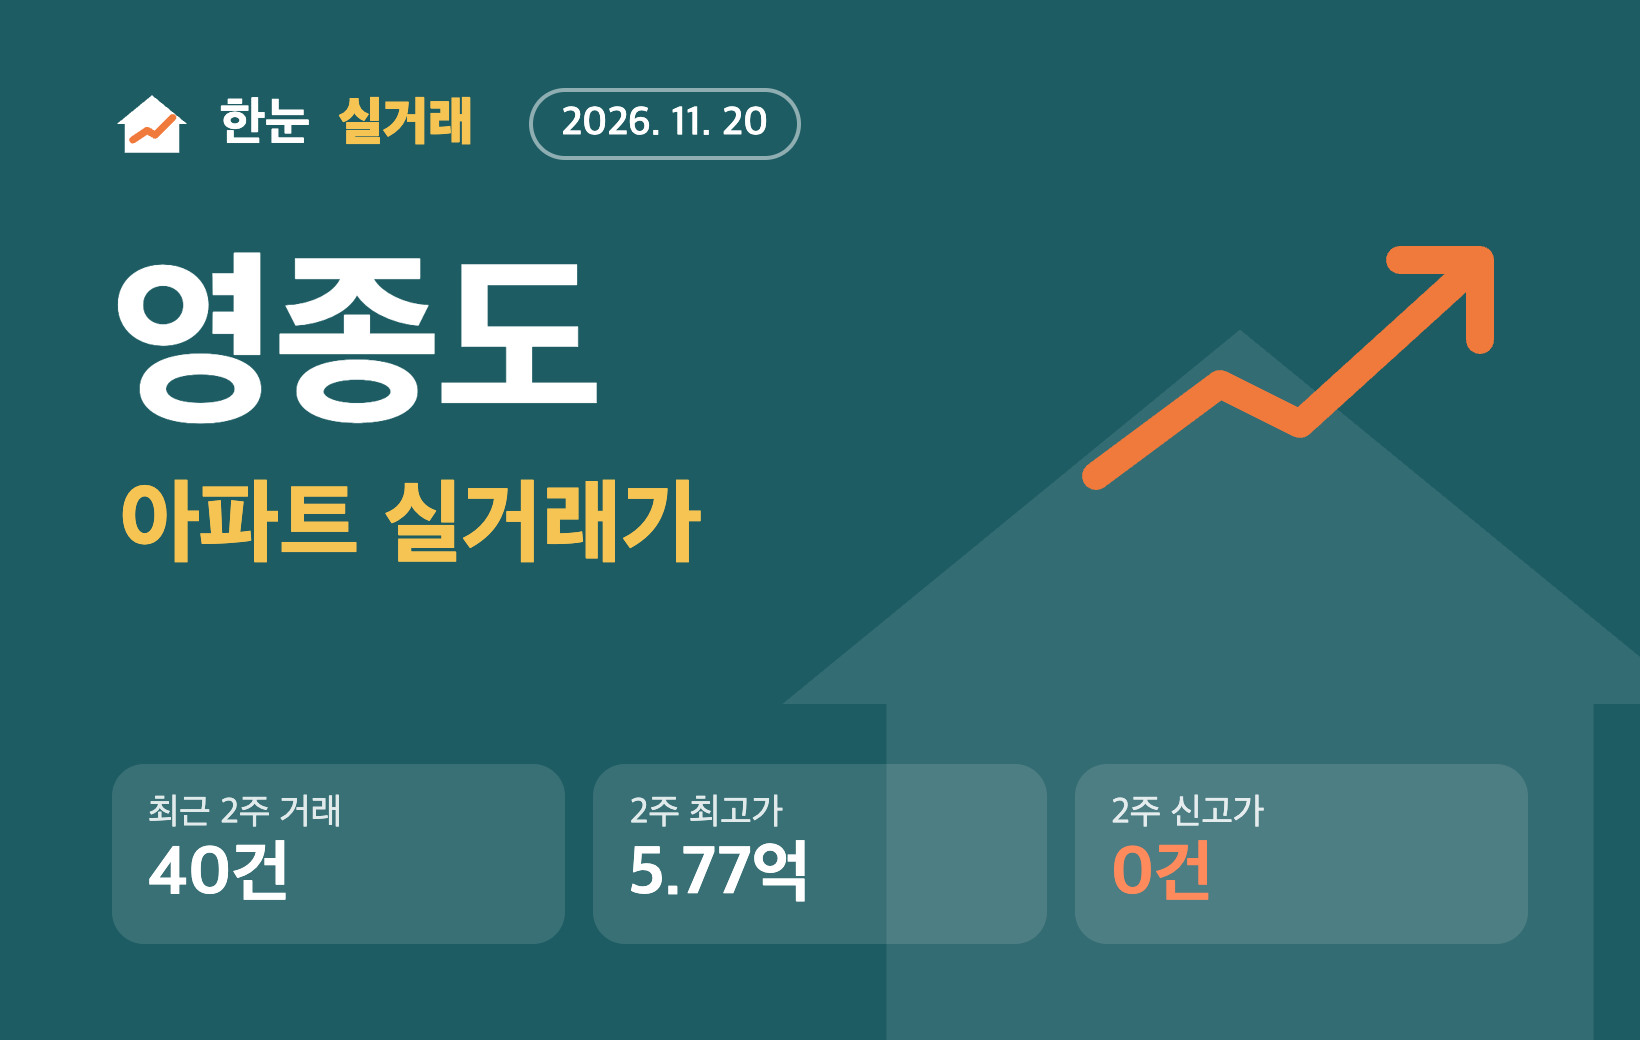 한눈 실거래 2026. 11. 20
영종도
아파트 실거래가
최근 2주 거래
40건
2주 최고가
5.77억
2주 신고가
0건